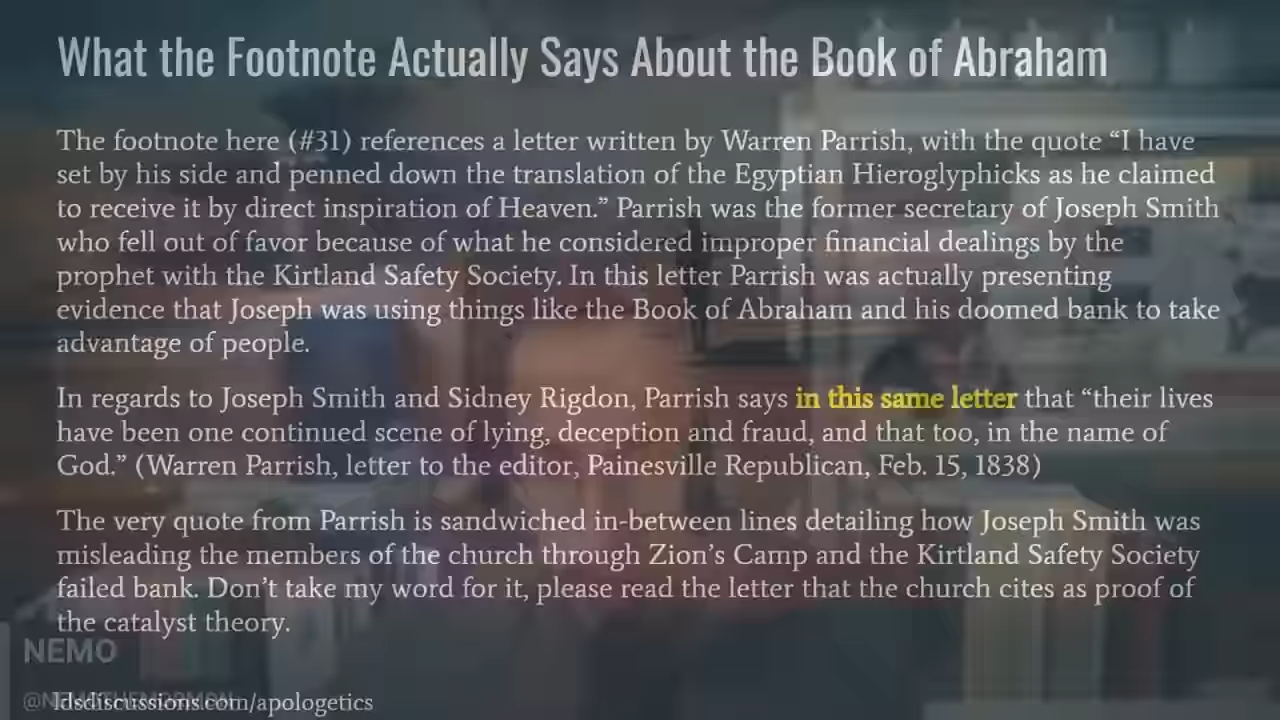 What the Footnote Actually Says About the Book of Abraham
The footnote here (#31) references a letter written by Warren Parrish, with the quote “I have
set by his side and penned down the translation of the Egyptian Hieroglyphicks as he claimed
to receive it by direct inspiration of Heaven.” Parrish was the former secretary of Joseph Smith
who fell out of favor because of what he considered improper financial dealings by the
prophet with the Kirtland Safety Society. In this letter Parrish was actually presenting
evidence that Joseph was using things like the Book of Abraham and his doomed bank to take
advantage of people.
In regards to Joseph Smith and Sidney Rigdon, Parrish says in this same letter that “their lives
have been one continued scene of lying, deception and fraud, and that too, in the name of
God.” (Warren Parrish, letter to the editor, Painesville Republican, Feb. 15, 1838)
The very quote from Parrish is sandwiched in-between lines detailing how Joseph Smith was
misleading the members of the church through Zion’s Camp and the Kirtland Safety Society
failed bank. Don’t take my word for it, please read the letter that the church cites as proof of
the catalyst theory.
NEMO
ldsdiscussions.com/apologetics